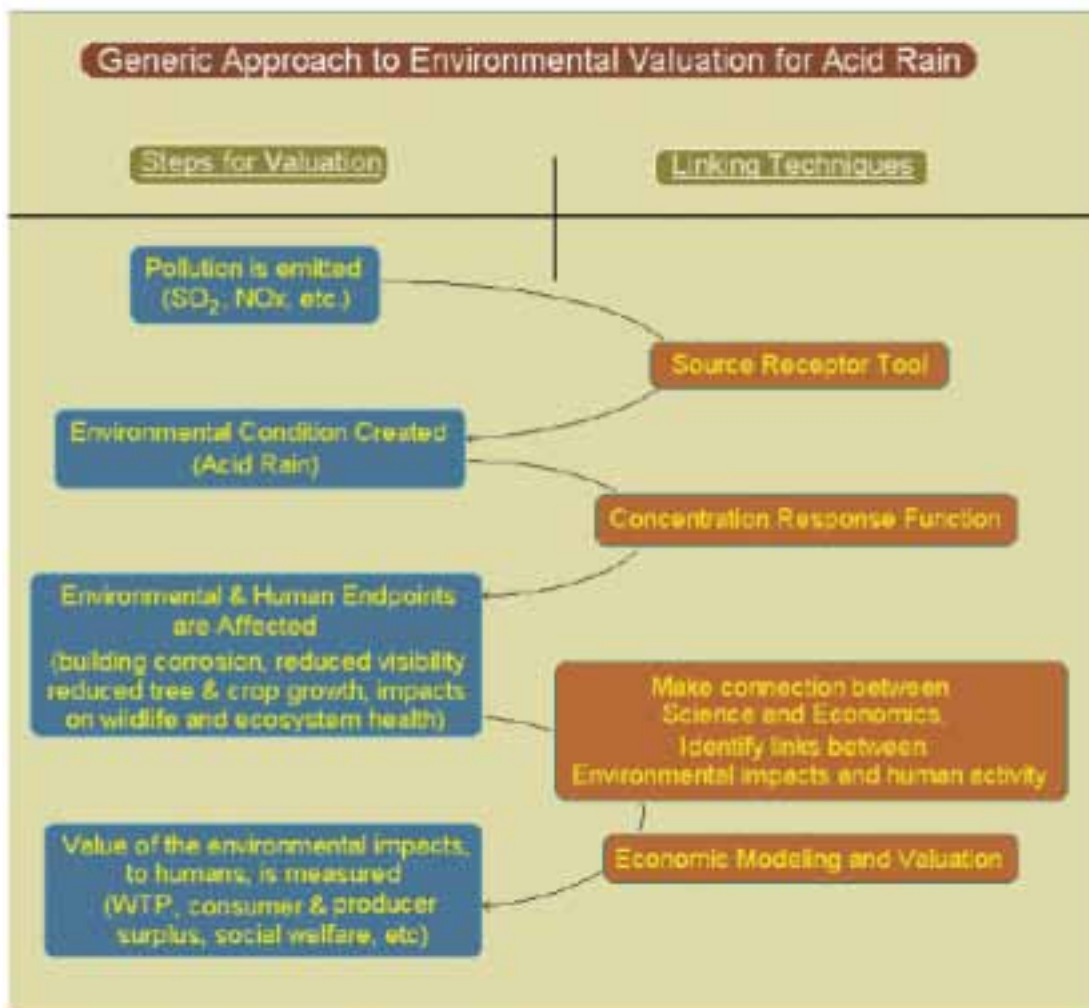 Generic Approach to Environmental Valuation for Acid Rain
Steps for Valuation
Linking Techniques
Pollution is emitted
(SO₂, NOx, etc.)
Source Receptor Tool
Environmental Condition Created
(Acid Rain)
Concentration Response Function
Environmental & Human Endpoints
are Affected
(building corrosion, reduced visibility
reduced tree & crop growth, impacts
on wildlife and ecosystem health)
Make connection between
Science and Economics.
Identify links between
Environmental impacts and human activity
Value of the environmental impacts,
to humans, is measured
(WTP, consumer & producer
surplus, social welfare, etc)
Economic Modeling and Valuation